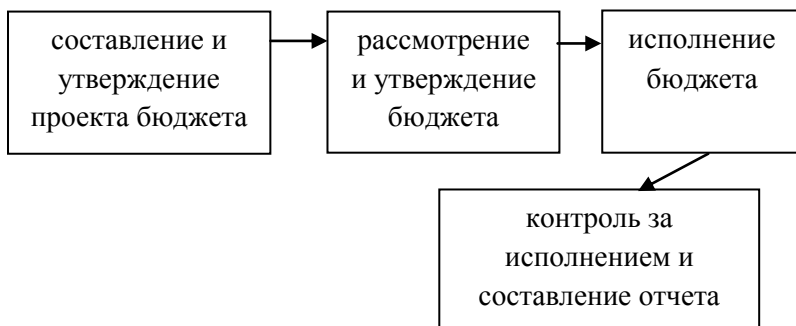 составление и
утверждение
проекта бюджета
рассмотрение
и утверждение
бюджета
исполнение
бюджета
контроль за
исполнением и
составление отчета